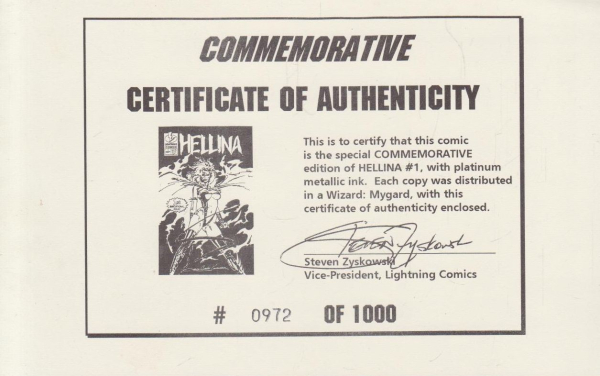 COMMEMORATIVE
CERTIFICATE OF AUTHENTICITY
HELLINA
This is to certify that this comic
is the special COMMEMORATIVE
edition of HELLINA #1, with platinum
metallic ink. Each copy was distributed
in a Wizard: Mygard, with this
certificate of authenticity enclosed.
Steven Zyskowski
Steven Zyskowski
Vice-President, Lightning Comics
# 0972 OF 1000